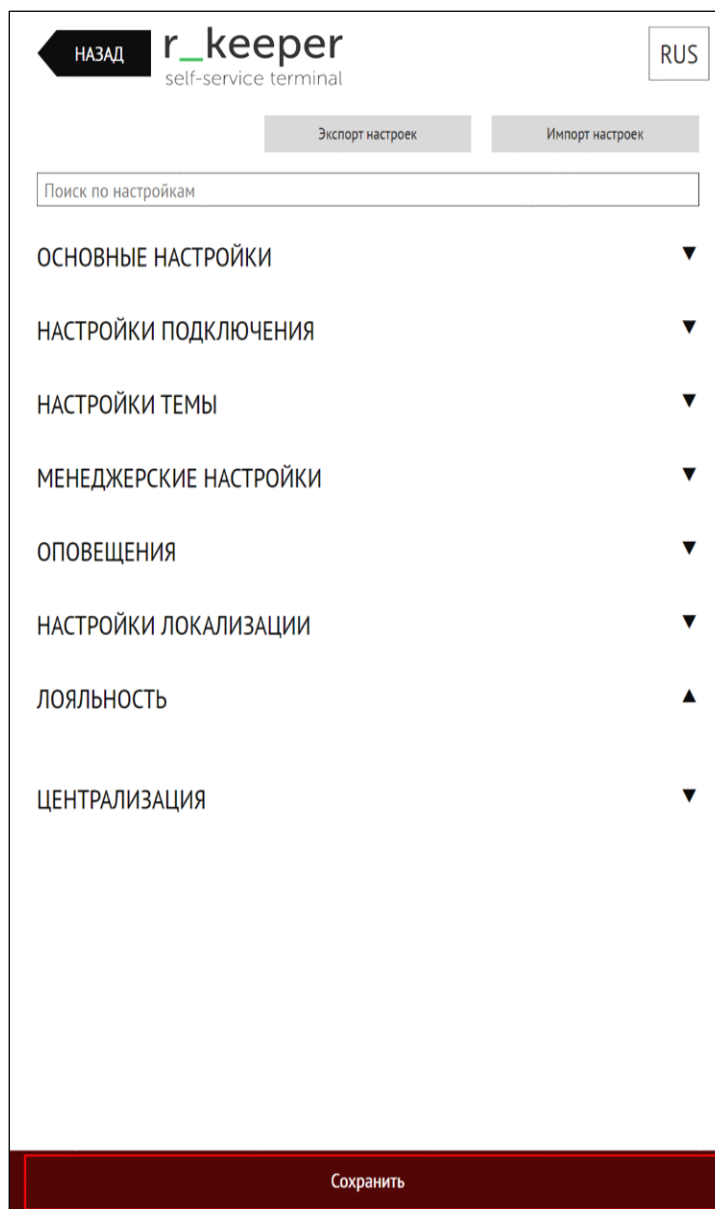 НАЗАД
r_keeper
self-service terminal
RUS
Экспорт настроек
Импорт настроек
Поиск по настройкам
ОСНОВНЫЕ НАСТРОЙКИ
НАСТРОЙКИ ПОДКЛЮЧЕНИЯ
НАСТРОЙКИ ТЕМЫ
МЕНЕДЖЕРСКИЕ НАСТРОЙКИ
ОПОВЕЩЕНИЯ
НАСТРОЙКИ ЛОКАЛИЗАЦИИ
ЛОЯЛЬНОСТЬ
ЦЕНТРАЛИЗАЦИЯ
Сохранить